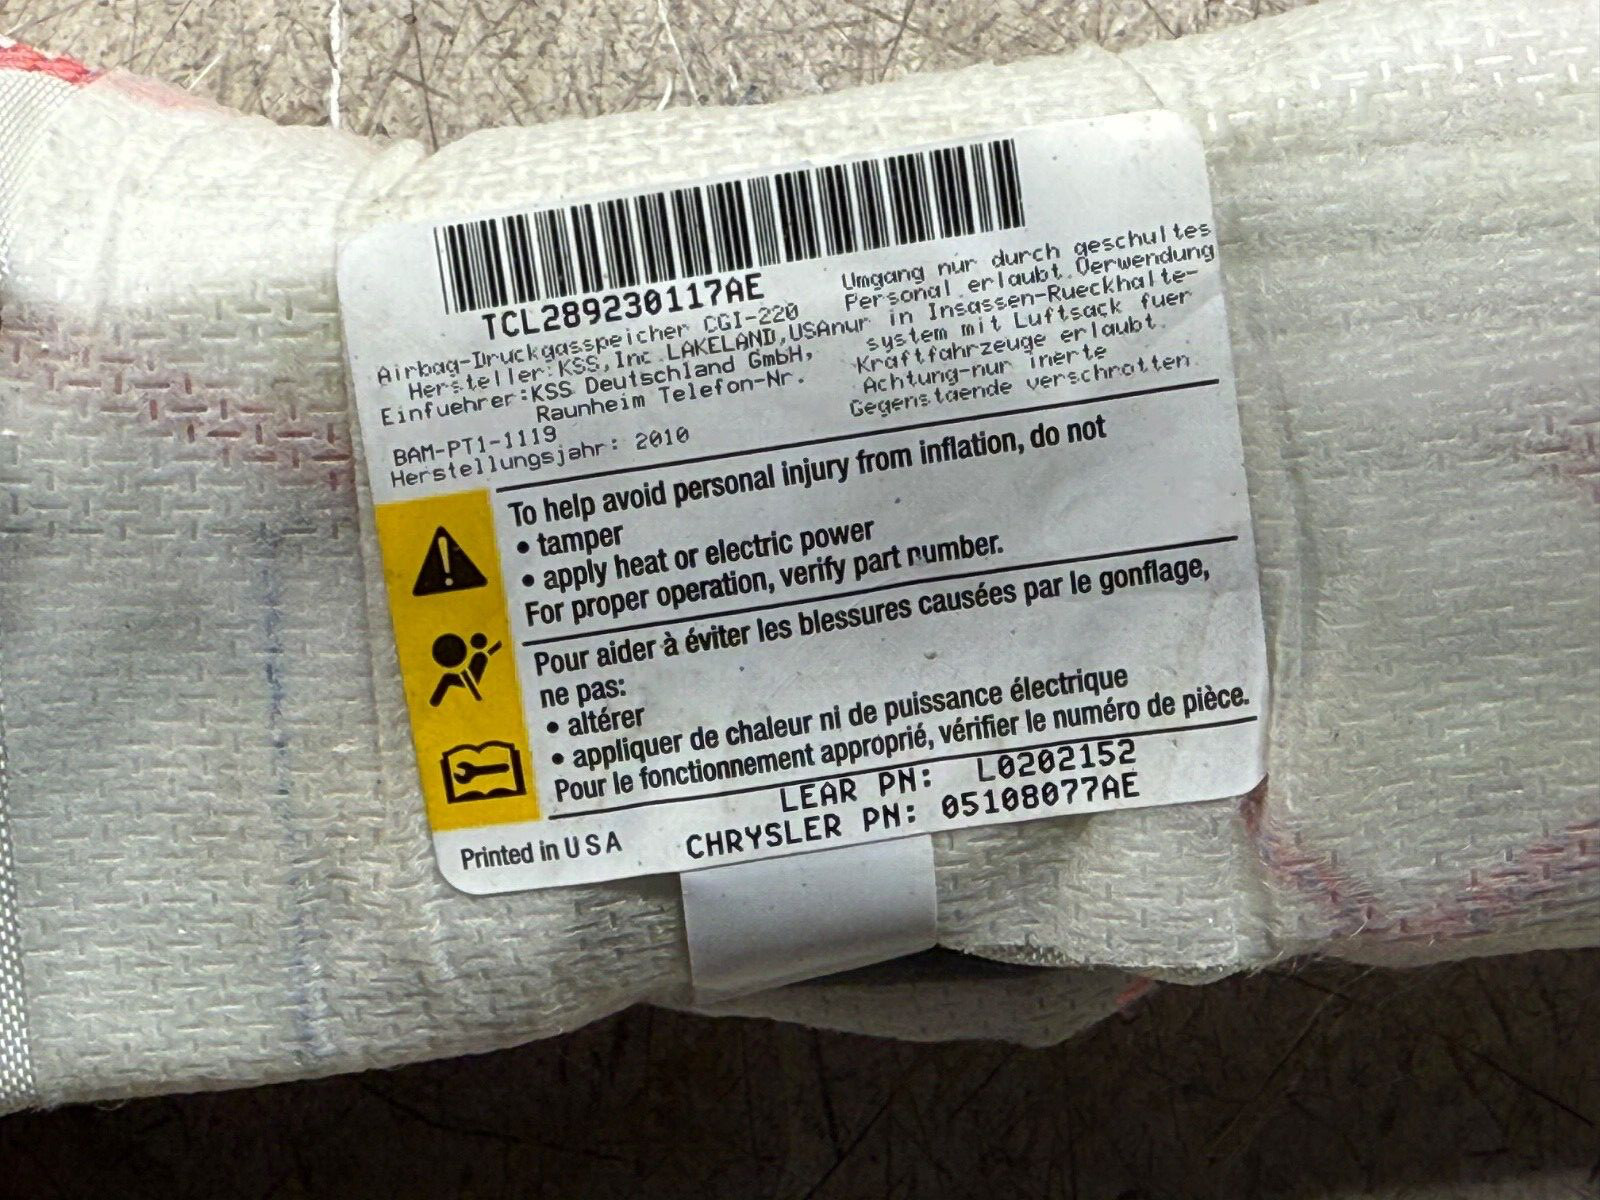 TCL289230117AE
Airbag-Druckgasspeicher CGI-220
Hersteller:KSS,Inc.LAKELAND,USA
Einfuehrer:KSS Deutschland GmbH,
Raunheim Telefon-Nr.
BAM-PT1-1119
Herstellungsjahr: 2010
Umgang nur durch geschultes
Personal erlaubt.Verwendung
nur in Insassen-Rueckhalte-
system mit Luftsack fuer
Kraftfahrzeuge erlaubt.
Achtung-nur inerte
Gegenstaende verschrotten.
To help avoid personal injury from inflation, do not
• tamper
• apply heat or electric power
For proper operation, verify part number.
Pour aider à éviter les blessures causées par le gonflage,
ne pas:
• altérer
• appliquer de chaleur ni de puissance électrique
Pour le fonctionnement approprié, vérifier le numéro de pièce.
LEAR PN: L0202152
CHRYSLER PN: 05108077AE
Printed in U S A